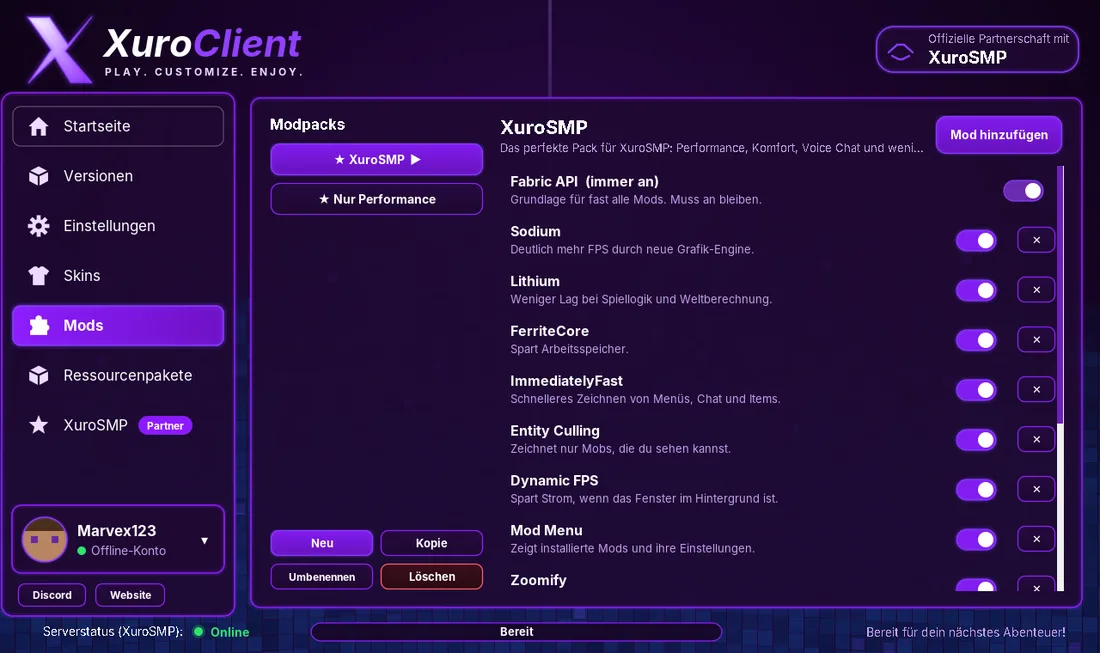 XuroClient
PLAY. CUSTOMIZE. ENJOY.
Offizielle Partnerschaft mit
XuroSMP
Startseite
Versionen
Einstellungen
Skins
Mods
Ressourcenpakete
XuroSMP Partner
Marvex123
Offline-Konto ▼
Discord Website
Modpacks
★ XuroSMP ▶
★ Nur Performance
Neu Kopie
Umbenennen Löschen
XuroSMP
Das perfekte Pack für XuroSMP: Performance, Komfort, Voice Chat und weni...
Mod hinzufügen
Fabric API (immer an)
Grundlage für fast alle Mods. Muss an bleiben.
Sodium
Deutlich mehr FPS durch neue Grafik-Engine.
×
Lithium
Weniger Lag bei Spiellogik und Weltberechnung.
×
FerriteCore
Spart Arbeitsspeicher.
×
ImmediatelyFast
Schnelleres Zeichnen von Menüs, Chat und Items.
×
Entity Culling
Zeichnet nur Mobs, die du sehen kannst.
×
Dynamic FPS
Spart Strom, wenn das Fenster im Hintergrund ist.
×
Mod Menu
Zeigt installierte Mods und ihre Einstellungen.
×
Zoomify
×
Serverstatus (XuroSMP): Online
Bereit
Bereit für dein nächstes Abenteuer!